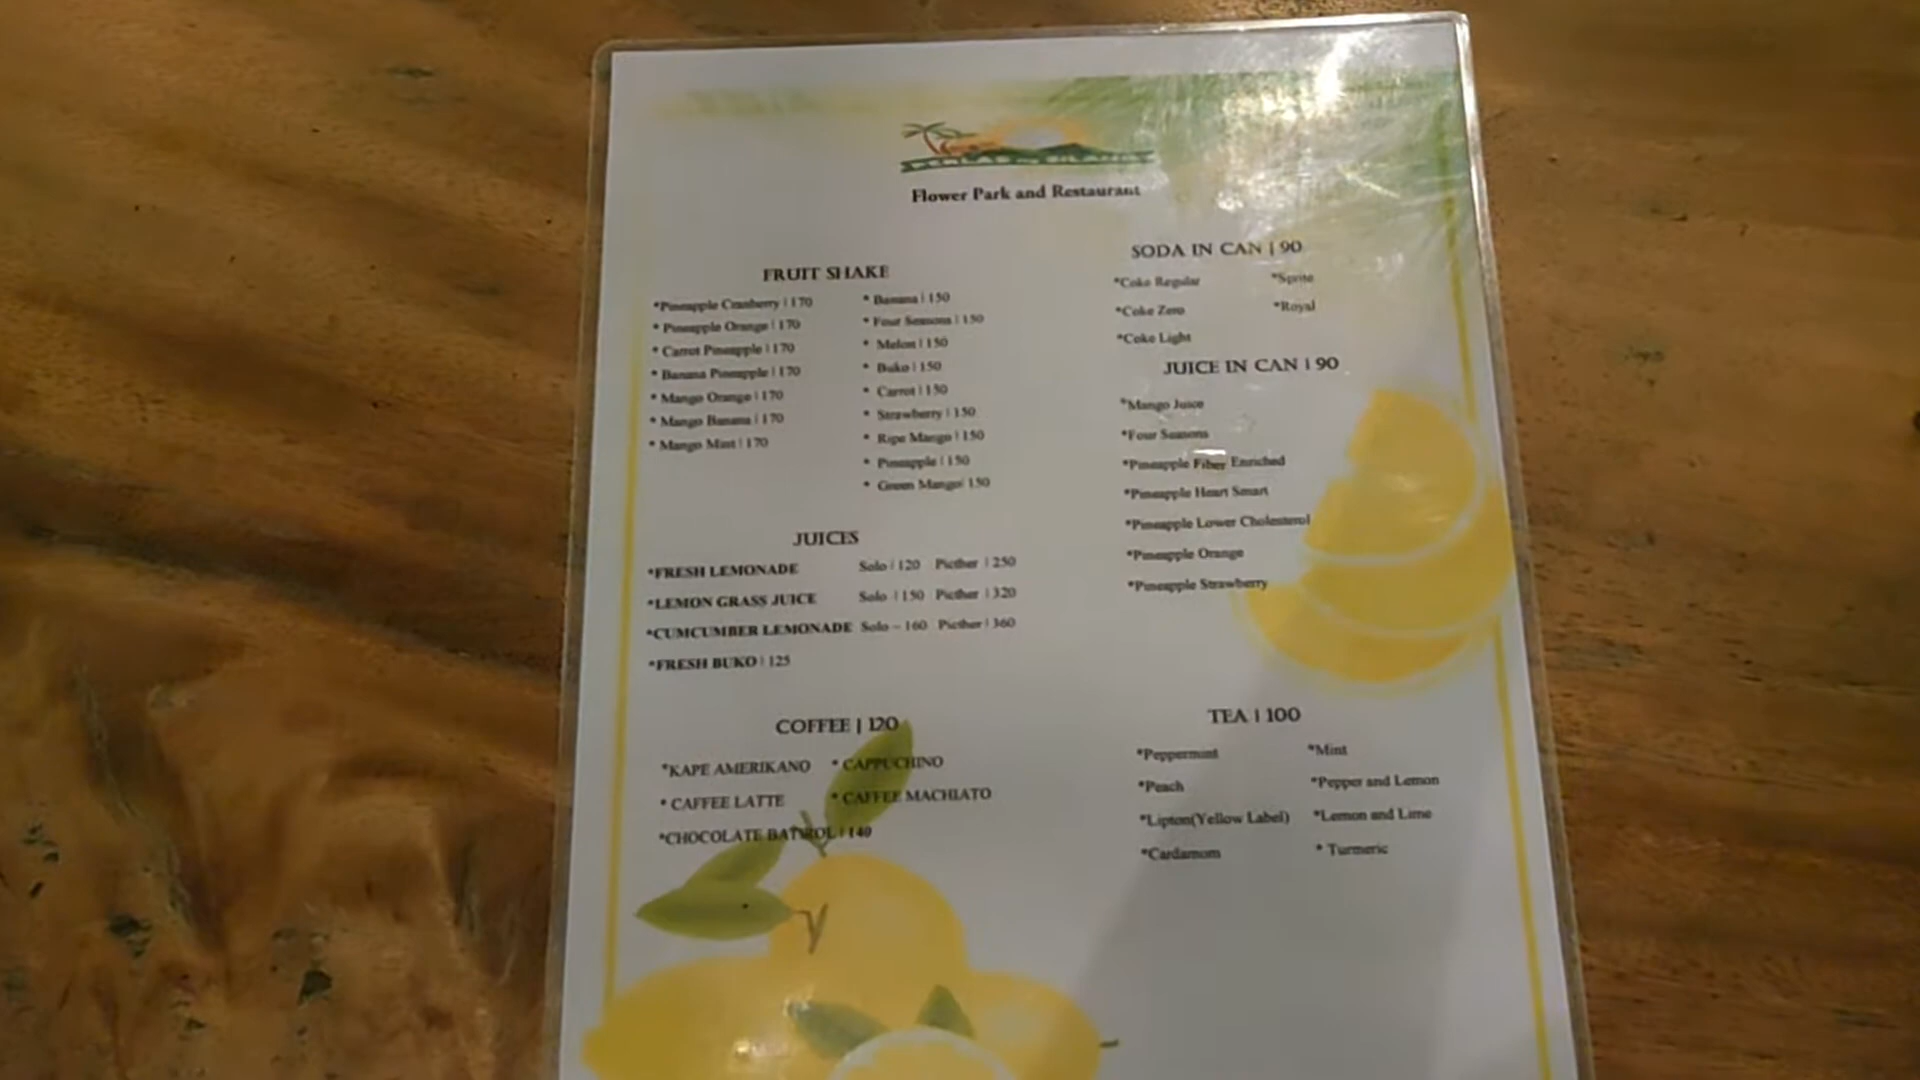 PERLAS NG SILANG
Flower Park and Restaurant
FRUIT SHAKE
*Pineapple Cranberry | 170
* Pineapple Orange | 170
* Carrot Pineapple | 170
* Banana Pineapple | 170
* Mango Orange | 170
* Mango Banana | 170
* Mango Mint | 170
* Banana | 150
* Four Seasons | 150
* Melon | 150
* Buko | 150
* Carrot | 150
* Strawberry | 150
* Ripe Mango | 150
* Pineapple | 150
* Green Mango| 150
JUICES
*FRESH LEMONADE Solo | 120 Picther | 250
*LEMON GRASS JUICE Solo | 150 Picther | 320
*CUMCUMBER LEMONADE Solo – 160 Picther | 360
*FRESH BUKO | 125
COFFEE | 120
*KAPE AMERIKANO * CAPPUCHINO
* CAFFEE LATTE * CAFFEE MACHIATO
*CHOCOLATE BATIROL | 140
SODA IN CAN | 90
*Coke Regular *Sprite
*Coke Zero *Royal
*Coke Light
JUICE IN CAN | 90
*Mango Juice
*Four Seasons
*Pineapple Fiber Enriched
*Pineapple Heart Smart
*Pineapple Lower Cholesterol
*Pineapple Orange
*Pineapple Strawberry
TEA | 100
*Peppermint *Mint
*Peach *Pepper and Lemon
*Lipton(Yellow Label) *Lemon and Lime
*Cardamom * Turmeric